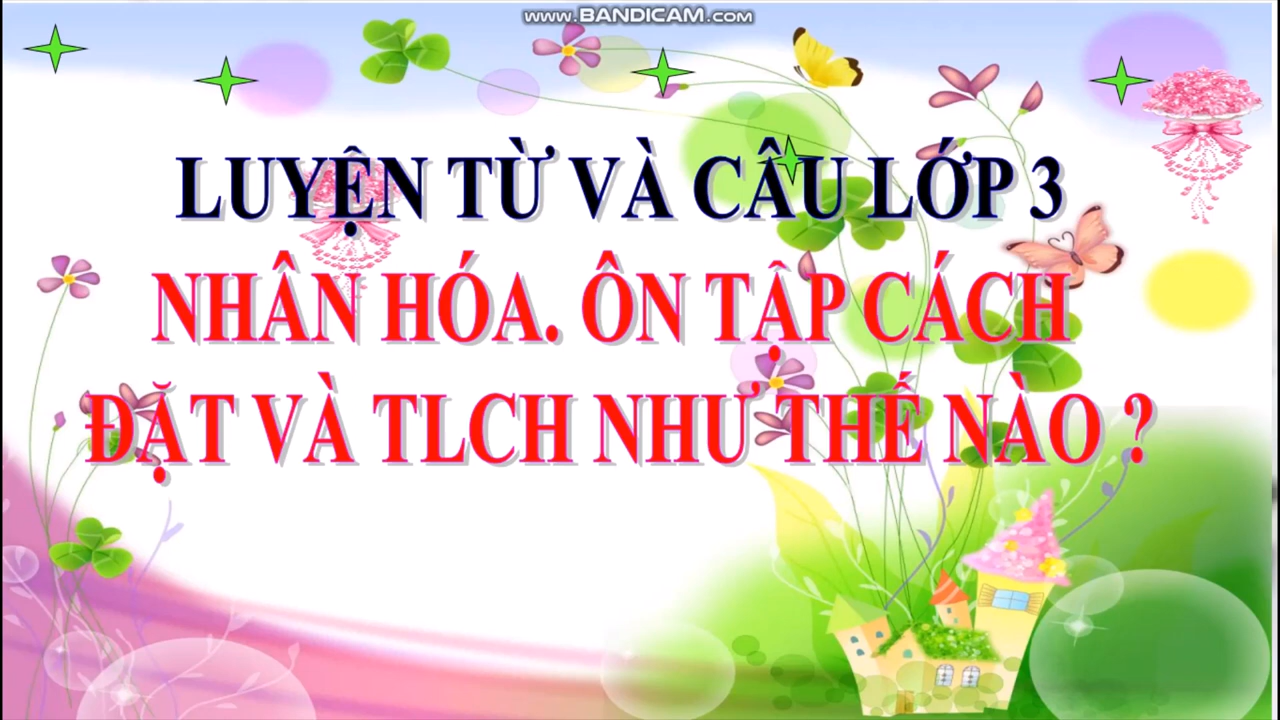 www.BANDICAM.com
LUYỆN TỪ VÀ CÂU LỚP 3
NHÂN HÓA. ÔN TẬP CÁCH
ĐẶT VÀ TLCH NHƯ THẾ NÀO ?